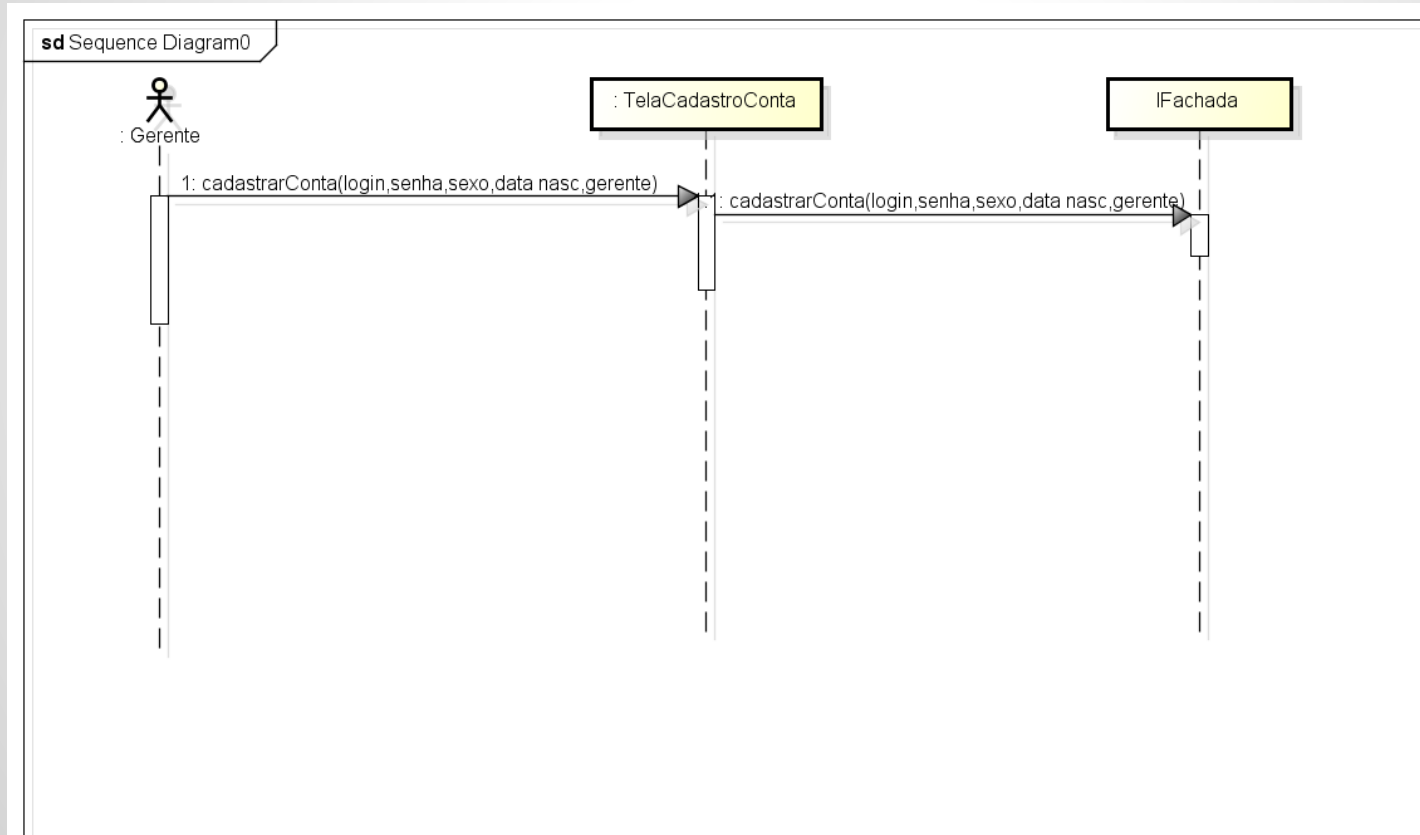 sd Sequence Diagram0
: Gerente
: TelaCadastroConta
IFachada
1: cadastrarConta(login,senha,sexo,data nasc,gerente)
.1: cadastrarConta(login,senha,sexo,data nasc,gerente)